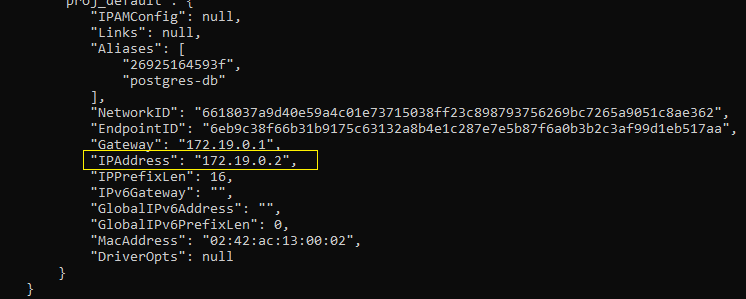 "proj_default": {
"IPAMConfig": null,
"Links": null,
"Aliases": [
"26925164593f",
"postgres-db"
],
"NetworkID": "6618037a9d40e59a4c01e73715038ff23c898793756269bc7265a9051c8ae362",
"EndpointID": "6eb9c38f66b31b9175c63132a8b4e1c287e7e5b87f6a0b3b2c3af99d1eb517aa",
"Gateway": "172.19.0.1",
"IPAddress": "172.19.0.2",
"IPPrefixLen": 16,
"IPv6Gateway": "",
"GlobalIPv6Address": "",
"GlobalIPv6PrefixLen": 0,
"MacAddress": "02:42:ac:13:00:02",
"DriverOpts": null
}
}